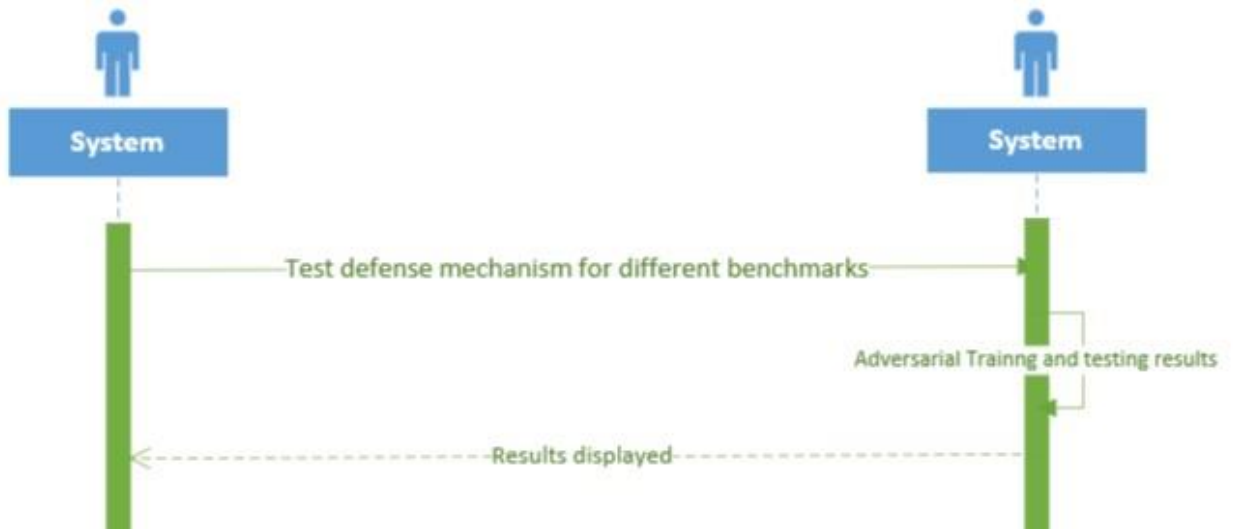 System
System
Test defense mechanism for different benchmarks
Adversarial Trainng and testing results
Results displayed